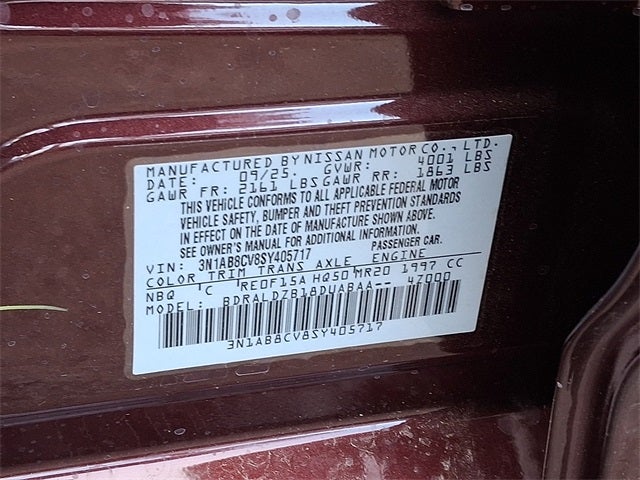 MANUFACTURED BY NISSAN MOTOR CO., LTD.
DATE: 09/25. GVWR: 4001 LBS
GAWR FR: 2161 LBS GAWR RR: 1863 LBS
THIS VEHICLE CONFORMS TO ALL APPLICABLE FEDERAL MOTOR
VEHICLE SAFETY, BUMPER AND THEFT PREVENTION STANDARDS
IN EFFECT ON THE DATE OF MANUFACTURE SHOWN ABOVE.
SEE OWNER'S MANUAL FOR ADDITIONAL INFORMATION.
VIN: 3N1AB8CV8SY405717 PASSENGER CAR.
COLOR TRIM TRANS AXLE ENGINE
NBQ C RE0F15A HQ50 MR20 1997 CC
MODEL: BDRALDZB18DUABAA-- 47000
3N1AB8CV8SY405717